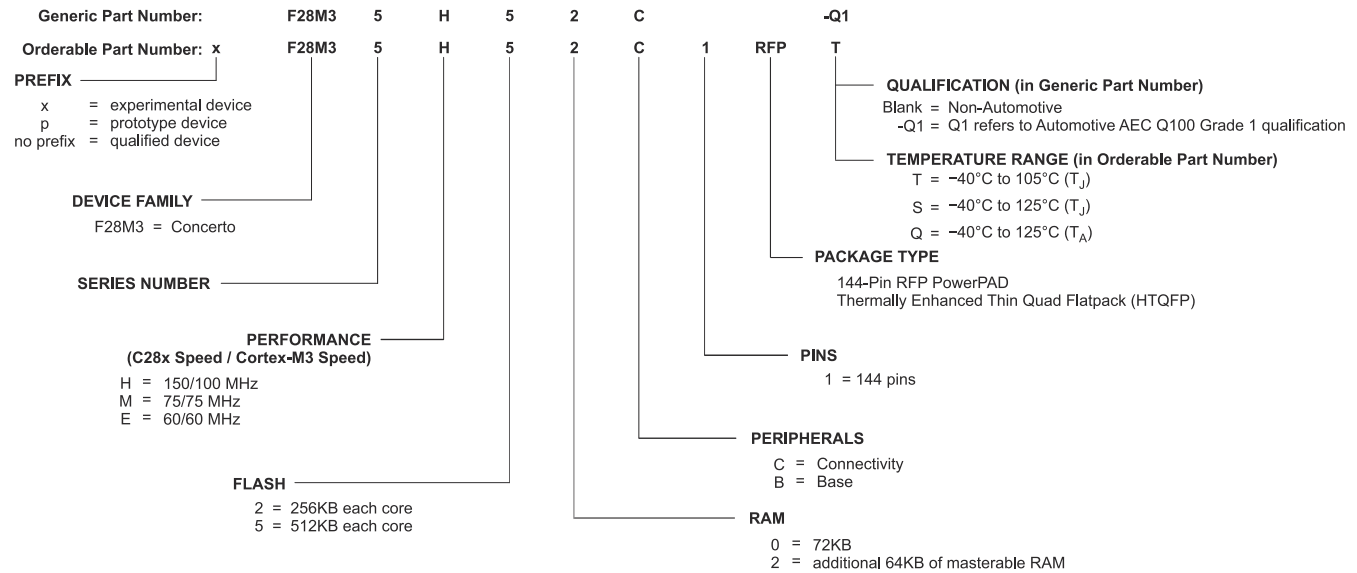 Generic Part Number: F28M3 5 H 5 2 C -Q1
Orderable Part Number: x F28M3 5 H 5 2 C 1 RFP T
PREFIX
x = experimental device
p = prototype device
no prefix = qualified device
QUALIFICATION (in Generic Part Number)
Blank = Non-Automotive
-Q1 = Q1 refers to Automotive AEC Q100 Grade 1 qualification
TEMPERATURE RANGE (in Orderable Part Number)
T = −40°C to 105°C (TJ)
S = −40°C to 125°C (TJ)
Q = −40°C to 125°C (TA)
DEVICE FAMILY
F28M3 = Concerto
PACKAGE TYPE
144-Pin RFP PowerPAD
Thermally Enhanced Thin Quad Flatpack (HTQFP)
SERIES NUMBER
PERFORMANCE
(C28x Speed / Cortex-M3 Speed)
H = 150/100 MHz
M = 75/75 MHz
E = 60/60 MHz
PINS
1 = 144 pins
PERIPHERALS
C = Connectivity
B = Base
FLASH
2 = 256KB each core
5 = 512KB each core
RAM
0 = 72KB
2 = additional 64KB of masterable RAM